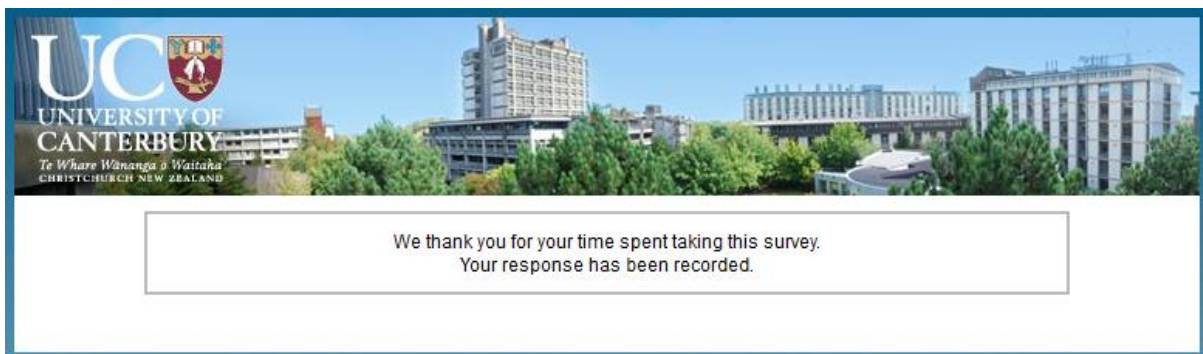 UC
UNIVERSITY OF
CANTERBURY
Te Whare Wānanga o Waitaha
CHRISTCHURCH NEW ZEALAND
We thank you for your time spent taking this survey.
Your response has been recorded.